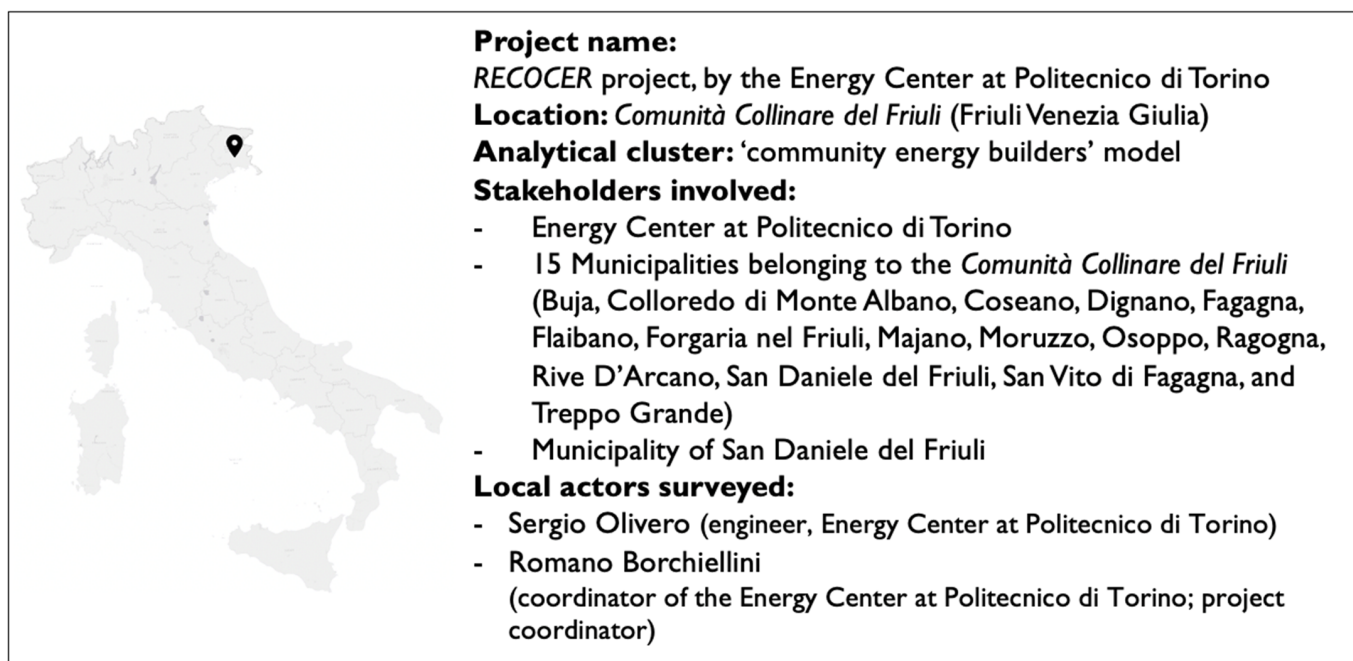 Project name:
RECOCER project, by the Energy Center at Politecnico di Torino
Location: Comunità Collinare del Friuli (Friuli Venezia Giulia)
Analytical cluster: ‘community energy builders’ model
Stakeholders involved:
- Energy Center at Politecnico di Torino
- 15 Municipalities belonging to the Comunità Collinare del Friuli
(Buja, Colloredo di Monte Albano, Coseano, Dignano, Fagagna,
Flaibano, Forgaria nel Friuli, Majano, Moruzzo, Osoppo, Ragogna,
Rive D’Arcano, San Daniele del Friuli, San Vito di Fagagna, and
Treppo Grande)
- Municipality of San Daniele del Friuli
Local actors surveyed:
- Sergio Olivero (engineer, Energy Center at Politecnico di Torino)
- Romano Borchiellini
(coordinator of the Energy Center at Politecnico di Torino; project
coordinator)